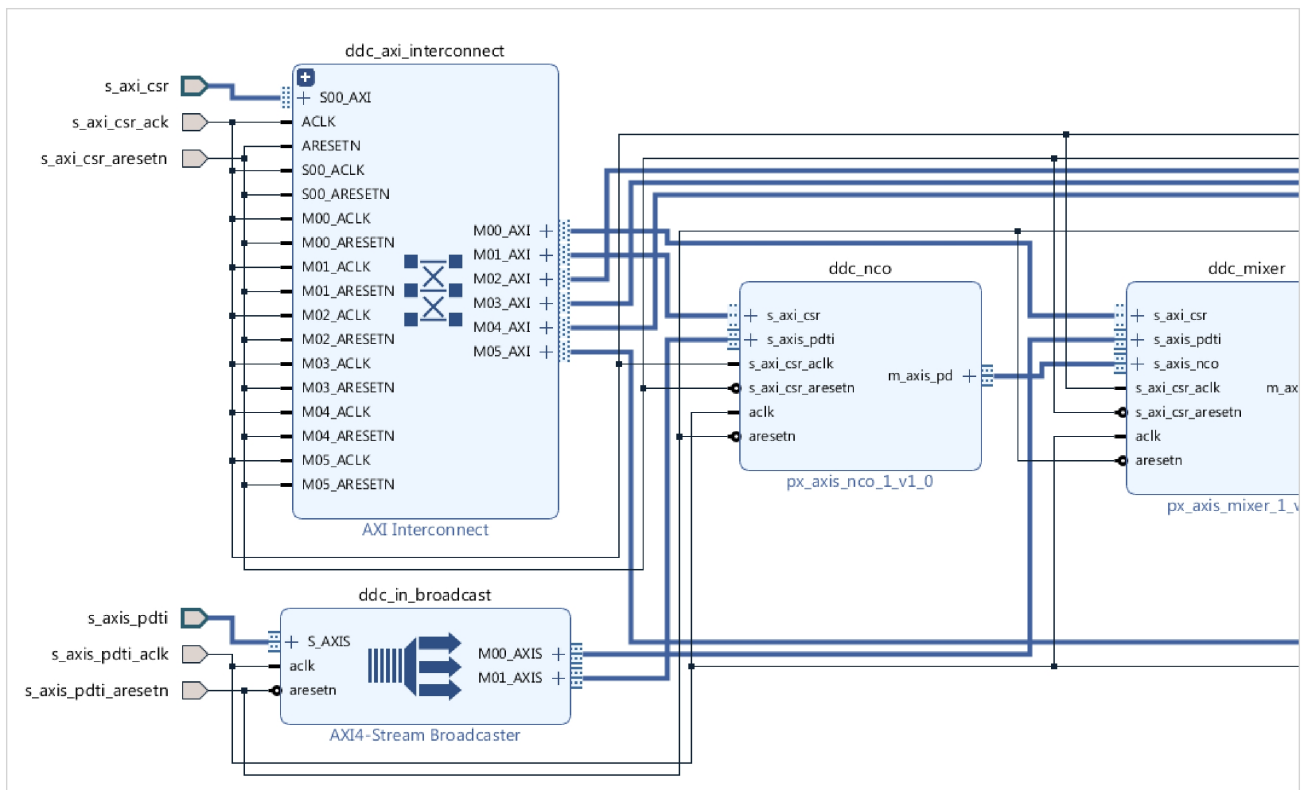 ddc_axi_interconnect
s_axi_csr
s_axi_csr_ack
s_axi_csr_aresetn
S00_AXI
ACLK
ARESETN
S00_ACLK
S00_ARESETN
M00_ACLK
M00_ARESETN
M01_ACLK
M01_ARESETN
M02_ACLK
M02_ARESETN
M03_ACLK
M03_ARESETN
M04_ACLK
M04_ARESETN
M05_ACLK
M05_ARESETN
M00_AXI
M01_AXI
M02_AXI
M03_AXI
M04_AXI
M05_AXI
AXI Interconnect
ddc_nco
s_axi_csr
s_axis_pdti
s_axi_csr_aclk
s_axi_csr_aresetn
aclk
aresetn
m_axis_pd
px_axis_nco_1_v1_0
ddc_mixer
s_axi_csr
s_axis_pdti
s_axis_nco
s_axi_csr_aclk
s_axi_csr_aresetn
aclk
aresetn
m_ax
px_axis_mixer_1_v
ddc_in_broadcast
s_axis_pdti
s_axis_pdti_aclk
s_axis_pdti_aresetn
S_AXIS
aclk
aresetn
M00_AXIS
M01_AXIS
AXI4-Stream Broadcaster